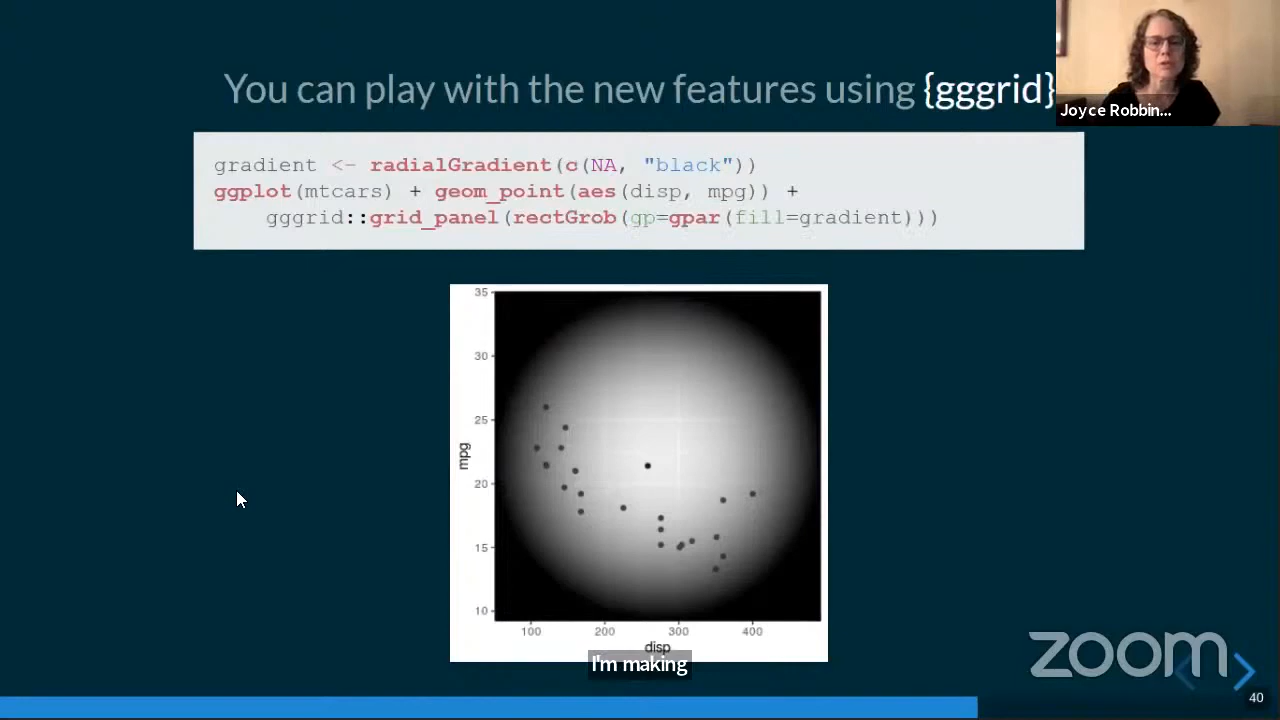 You can play with the new features using {gggrid}
Joyce Robbin...
gradient <- radialGradient(c(NA, "black"))
ggplot(mtcars) + geom_point(aes(disp, mpg)) +
gggrid::grid_panel(rectGrob(gp=gpar(fill=gradient)))
35
30
25
20
15
10
mpg
100 200 300 400
disp
I'm making
zoom
40